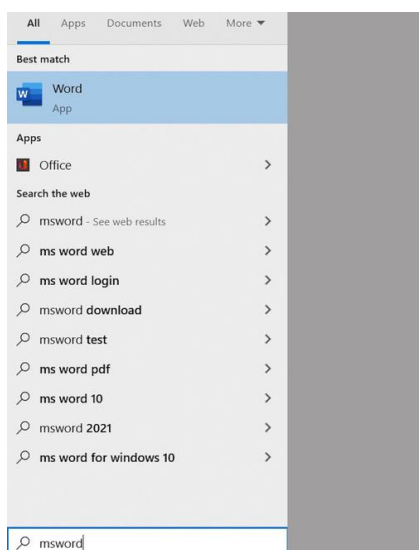 All Apps Documents Web More
Best match
Word
App
Apps
Office
Search the web
msword - See web results
ms word web
ms word login
msword download
msword test
ms word pdf
ms word 10
msword 2021
ms word for windows 10
msword